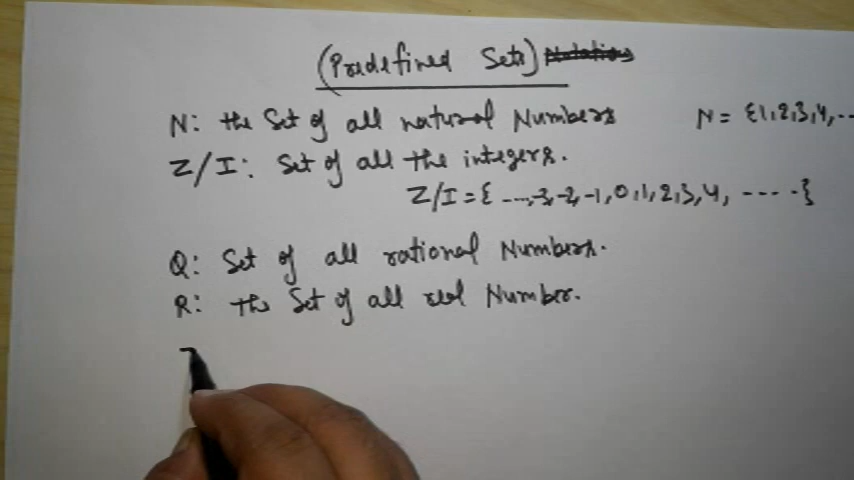 (Predefined Sets)
N: the Set of all natural Numbers N = {1,2,3,4,--
Z/I: Set of all the integers.
Z/I = { ---,-3,-2,-1,0,1,2,3,4, ---- - }
Q: Set of all rational Numbers.
R: the Set of all real Number.